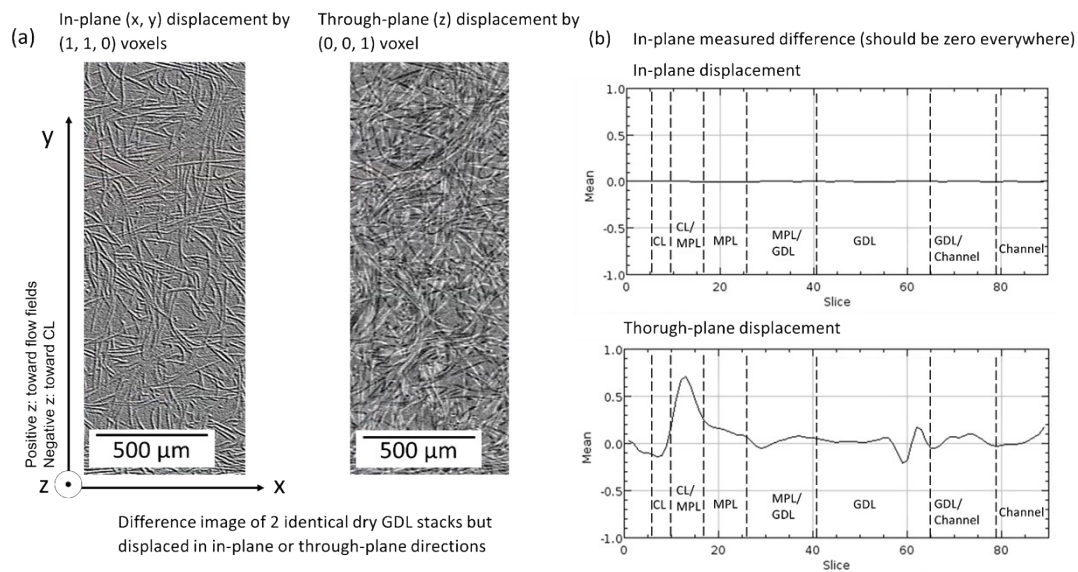 (a)
In-plane (x, y) displacement by
(1, 1, 0) voxels
Through-plane (z) displacement by
(0, 0, 1) voxel
y
Positive z: toward flow fields
Negative z: toward CL
500 µm
500 µm
z
x
Difference image of 2 identical dry GDL stacks but
displaced in in-plane or through-plane directions
(b)
In-plane measured difference (should be zero everywhere)
In-plane displacement
1.0
0.5
0.0
-0.5
-1.0
Mean
CL
CL/
MPL
MPL
MPL/
GDL
GDL
GDL/
Channel
Channel
0 20 40 60 80
Slice
Thorugh-plane displacement
1.0
0.5
0.0
-0.5
-1.0
Mean
CL
CL/
MPL
MPL
MPL/
GDL
GDL
GDL/
Channel
Channel
0 20 40 60 80
Slice